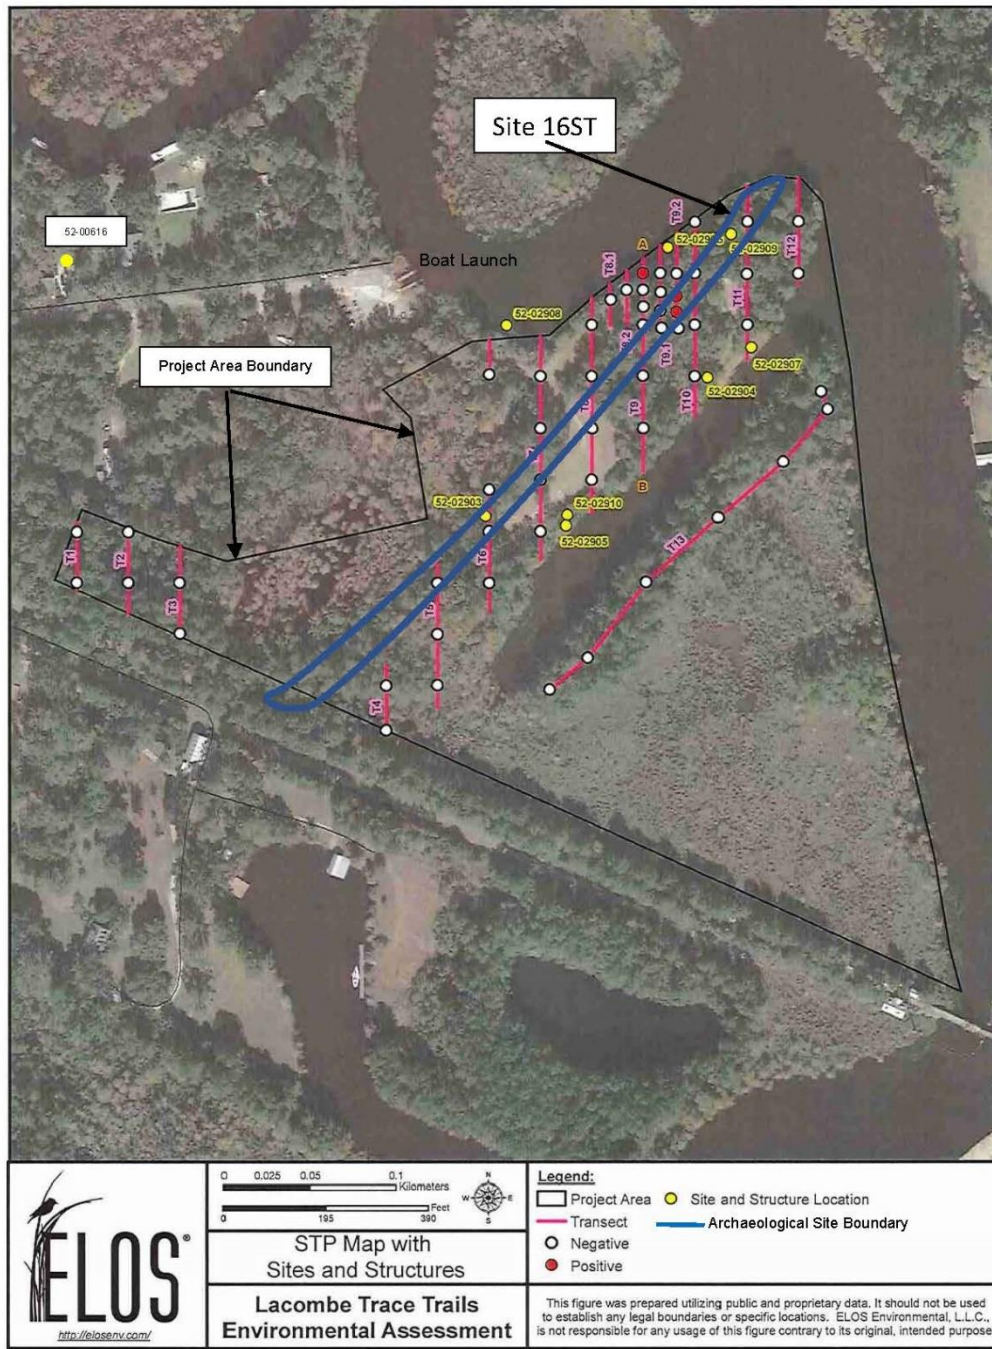 Site 16ST
52-00616
Boat Launch
T9.2
A
52-02909
T8.1
T12
T11
52-02908
T9.1
52-02907
Project Area Boundary
T10
52-02904
T9
B
52-02903
52-02910
52-02905
T13
T1
T2
T6
T3
T5
T4
ELOS®
http://elosenv.com/
0 0.025 0.05 0.1
Kilometers
Feet
0 195 390
N
W E
S
STP Map with
Sites and Structures
Lacombe Trace Trails
Environmental Assessment
Legend:
Project Area
Site and Structure Location
Transect
Archaeological Site Boundary
Negative
Positive
This figure was prepared utilizing public and proprietary data. It should not be used
to establish any legal boundaries or specific locations. ELOS Environmental, L.L.C.,
is not responsible for any usage of this figure contrary to its original, intended purpose